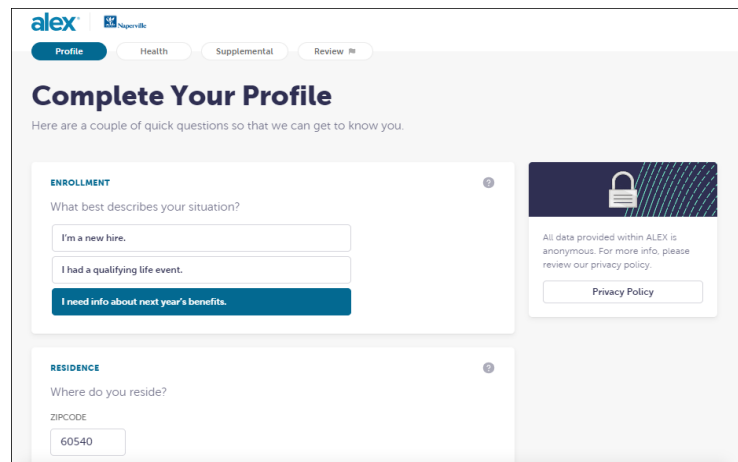 alex Naperville
Profile Health Supplemental Review
Complete Your Profile
Here are a couple of quick questions so that we can get to know you.
ENROLLMENT ?
What best describes your situation?
I'm a new hire.
I had a qualifying life event.
I need info about next year's benefits.
All data provided within ALEX is
anonymous. For more info, please
review our privacy policy.
Privacy Policy
RESIDENCE ?
Where do you reside?
ZIPCODE
60540